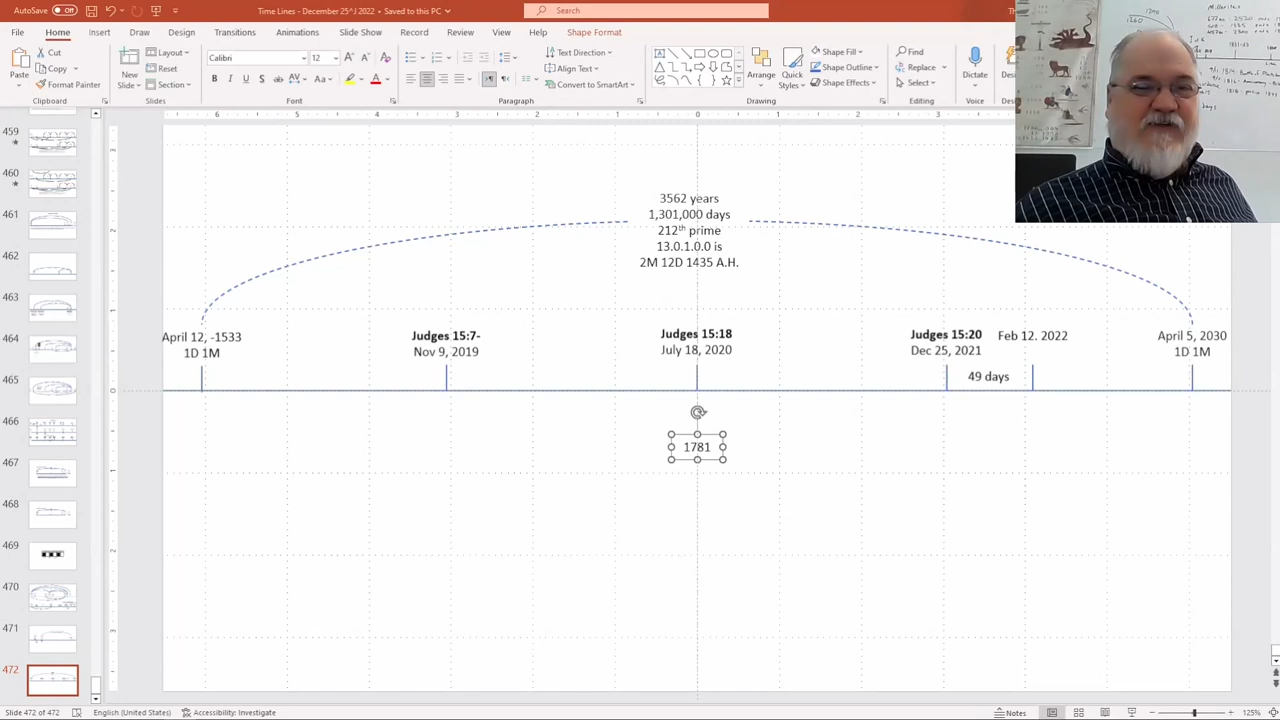 AutoSave Off
Time Lines - December 25^J 2022 • Saved to this PC
Search
File Home Insert Draw Design Transitions Animations Slide Show Record Review View Help Shape Format
Paste
Cut
Copy
Format Painter
Clipboard
New Slide
Layout
Reset
Section
Slides
Calibri 12
Font
Paragraph
Text Direction
Align Text
Convert to SmartArt
Arrange
Quick Styles
Shape Fill
Shape Outline
Shape Effects
Drawing
Find
Replace
Select
Editing
Dictate
Voice
459
460
463
465
468
469
470
471
472
3562 years
1,301,000 days
212th prime
13.0.1.0.0 is
2M 12D 1435 A.H.
April 12, -1533
1D 1M
Judges 15:7-
Nov 9, 2019
Judges 15:18
July 18, 2020
Judges 15:20
Dec 25, 2021
Feb 12. 2022
49 days
April 5, 2030
1D 1M
1781
Slide 472 of 472 English (United States) Accessibility: Investigate Notes 125%